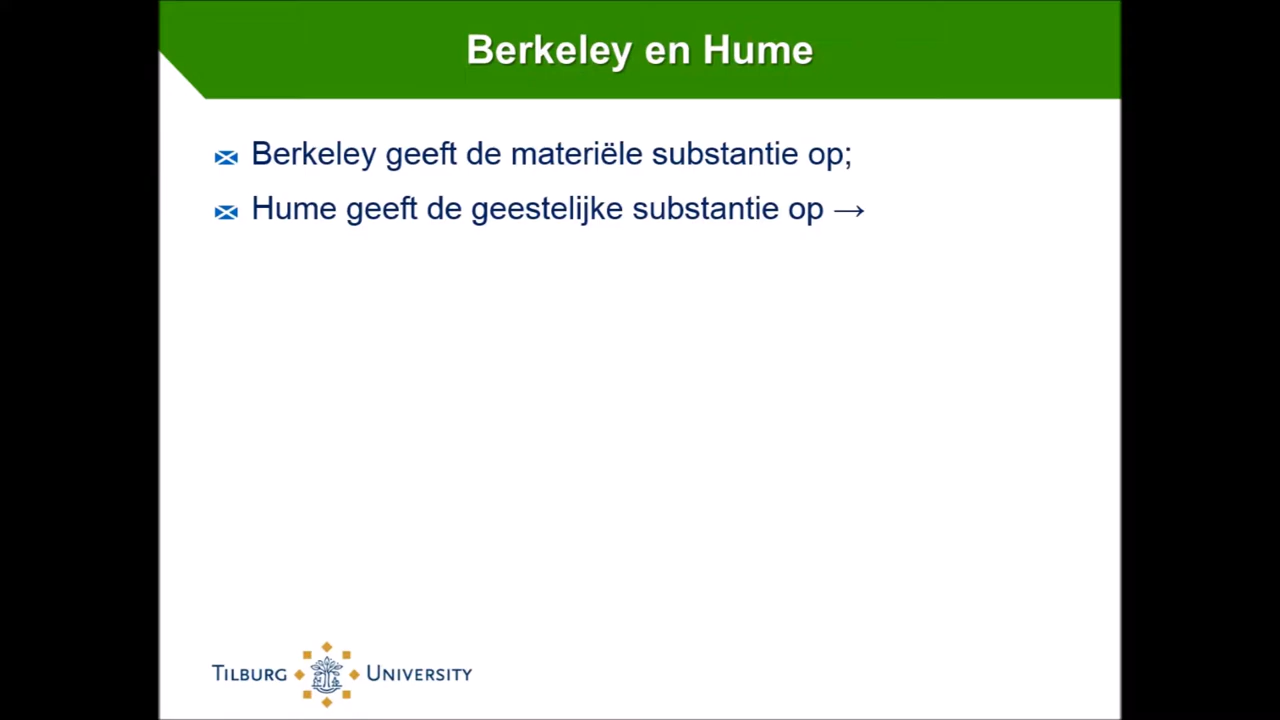 Berkeley en Hume
Berkeley geeft de materiële substantie op;
Hume geeft de geestelijke substantie op →
TILBURG UNIVERSITY